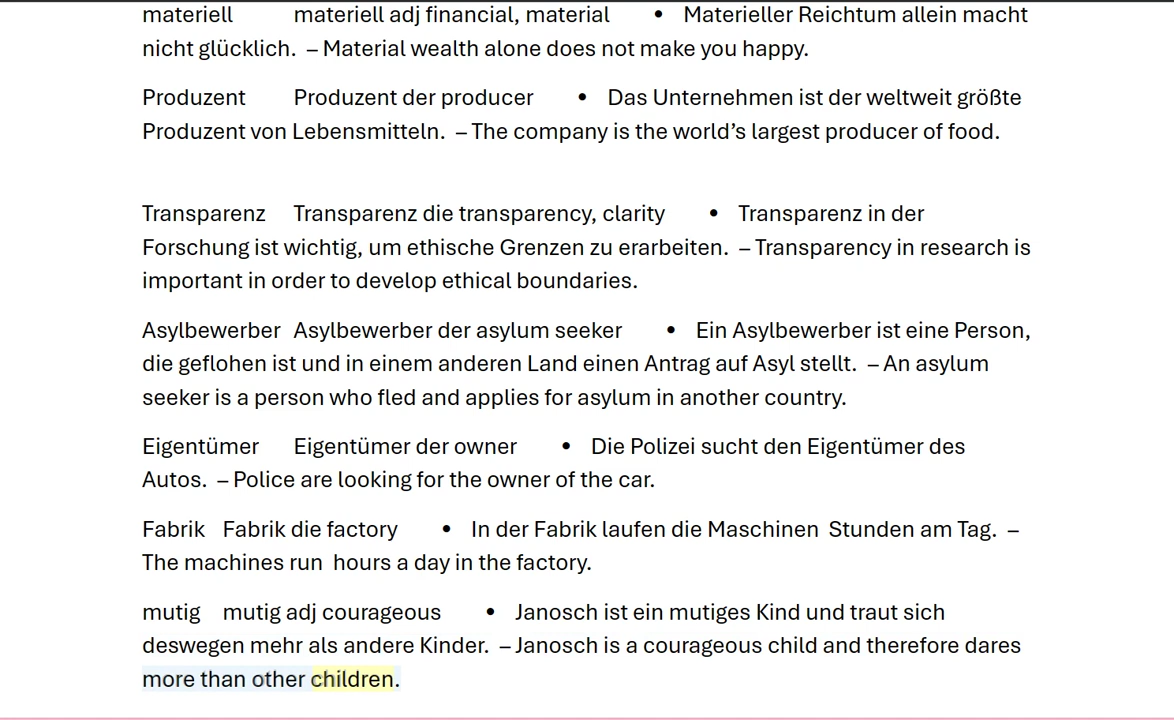 materiell materiell adj financial, material • Materieller Reichtum allein macht
nicht glücklich. – Material wealth alone does not make you happy.
Produzent Produzent der producer • Das Unternehmen ist der weltweit größte
Produzent von Lebensmitteln. – The company is the world’s largest producer of food.
Transparenz Transparenz die transparency, clarity • Transparenz in der
Forschung ist wichtig, um ethische Grenzen zu erarbeiten. – Transparency in research is
important in order to develop ethical boundaries.
Asylbewerber Asylbewerber der asylum seeker • Ein Asylbewerber ist eine Person,
die geflohen ist und in einem anderen Land einen Antrag auf Asyl stellt. – An asylum
seeker is a person who fled and applies for asylum in another country.
Eigentümer Eigentümer der owner • Die Polizei sucht den Eigentümer des
Autos. – Police are looking for the owner of the car.
Fabrik Fabrik die factory • In der Fabrik laufen die Maschinen Stunden am Tag. –
The machines run hours a day in the factory.
mutig mutig adj courageous • Janosch ist ein mutiges Kind und traut sich
deswegen mehr als andere Kinder. – Janosch is a courageous child and therefore dares
more than other children.